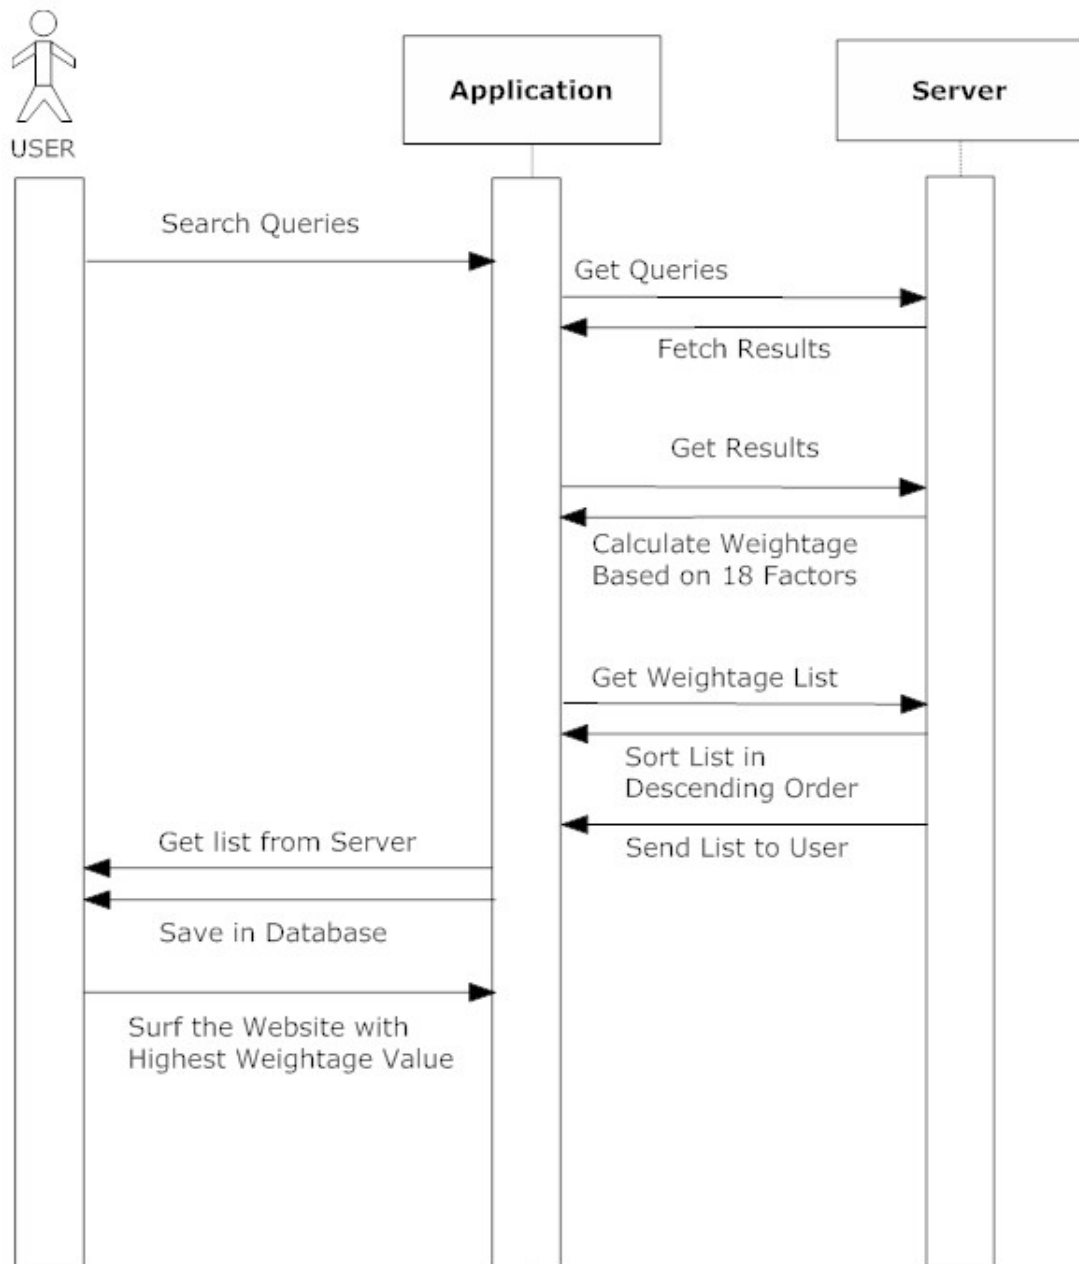 USER
Application
Server
Search Queries
Get Queries
Fetch Results
Get Results
Calculate Weightage
Based on 18 Factors
Get Weightage List
Sort List in
Descending Order
Get list from Server
Send List to User
Save in Database
Surf the Website with
Highest Weightage Value